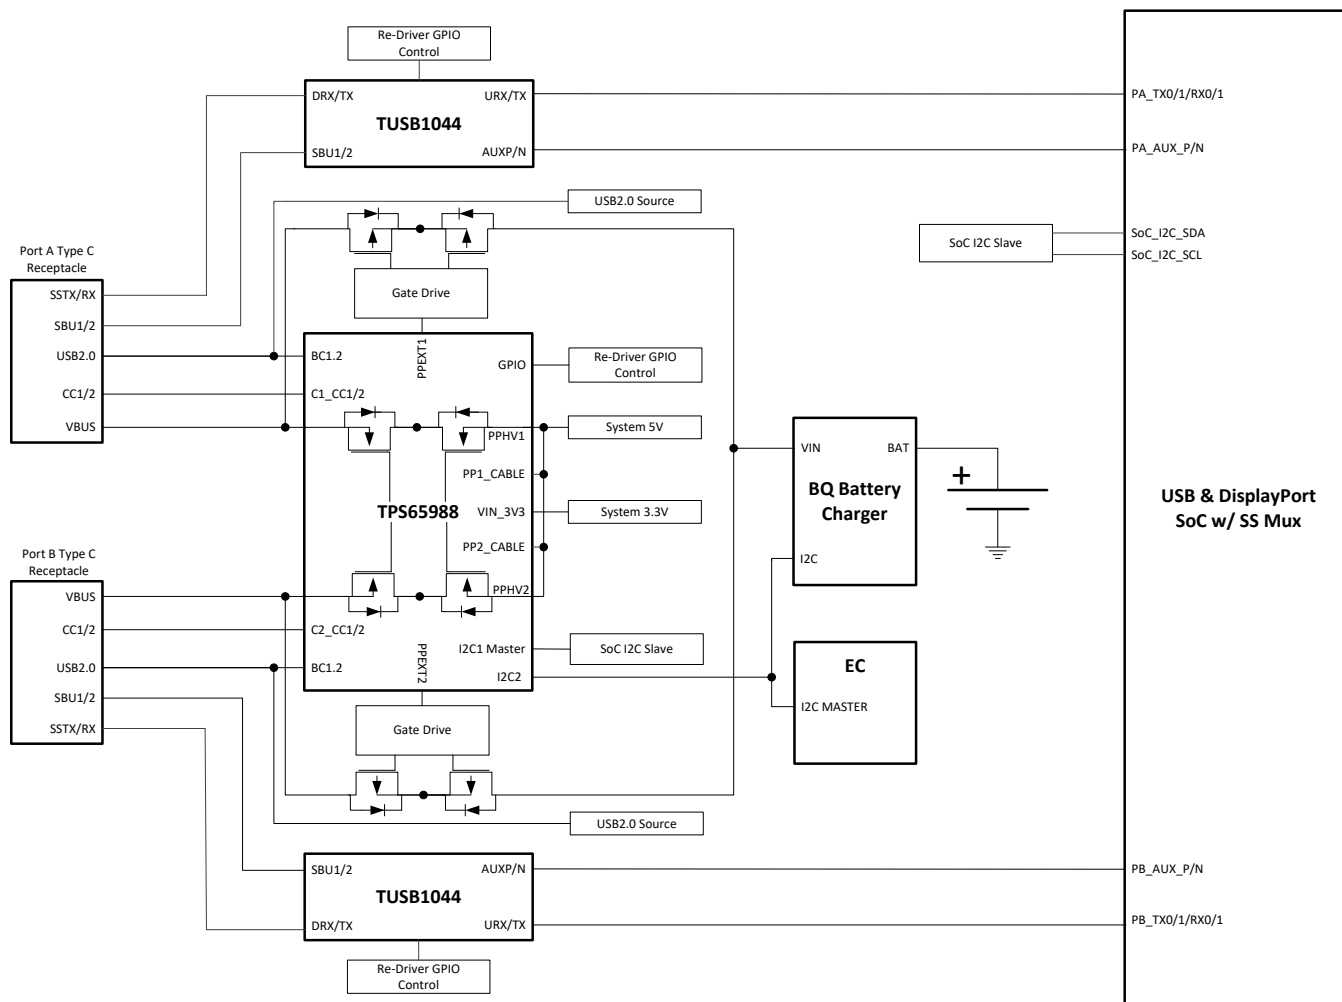 Re-Driver GPIO
Control
DRX/TX
URX/TX
TUSB1044
SBU1/2
AUXP/N
PA_TX0/1/RX0/1
PA_AUX_P/N
USB2.0 Source
SoC I2C Slave
SoC_I2C_SDA
SoC_I2C_SCL
Port A Type C
Receptacle
SSTX/RX
SBU1/2
USB2.0
CC1/2
VBUS
Gate Drive
PPEXT1
BC1.2
C1_CC1/2
GPIO
Re-Driver GPIO
Control
PPHV1
System 5V
PP1_CABLE
TPS65988
VIN_3V3
System 3.3V
PP2_CABLE
PPHV2
C2_CC1/2
BC1.2
PPEXT2
I2C1 Master
SoC I2C Slave
I2C2
VIN
BAT
BQ Battery
Charger
I2C
+
EC
I2C MASTER
USB & DisplayPort
SoC w/ SS Mux
Port B Type C
Receptacle
VBUS
CC1/2
USB2.0
SBU1/2
SSTX/RX
Gate Drive
USB2.0 Source
SBU1/2
AUXP/N
TUSB1044
DRX/TX
URX/TX
PB_AUX_P/N
PB_TX0/1/RX0/1
Re-Driver GPIO
Control